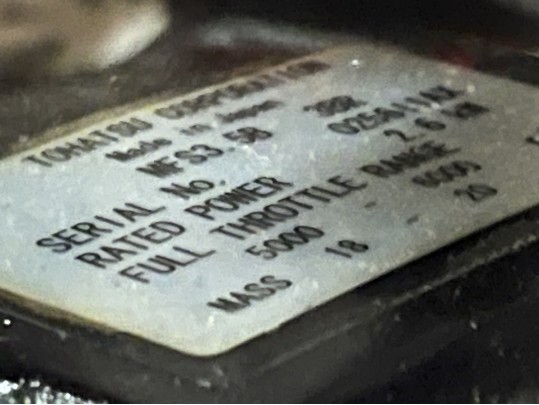 TOHATSU CORPORATION
Made in Japan
MFS3.5B 3BR
SERIAL No.
RATED POWER 2.6 kW
FULL THROTTLE RANGE
5000 - 6000
MASS 18 - 20